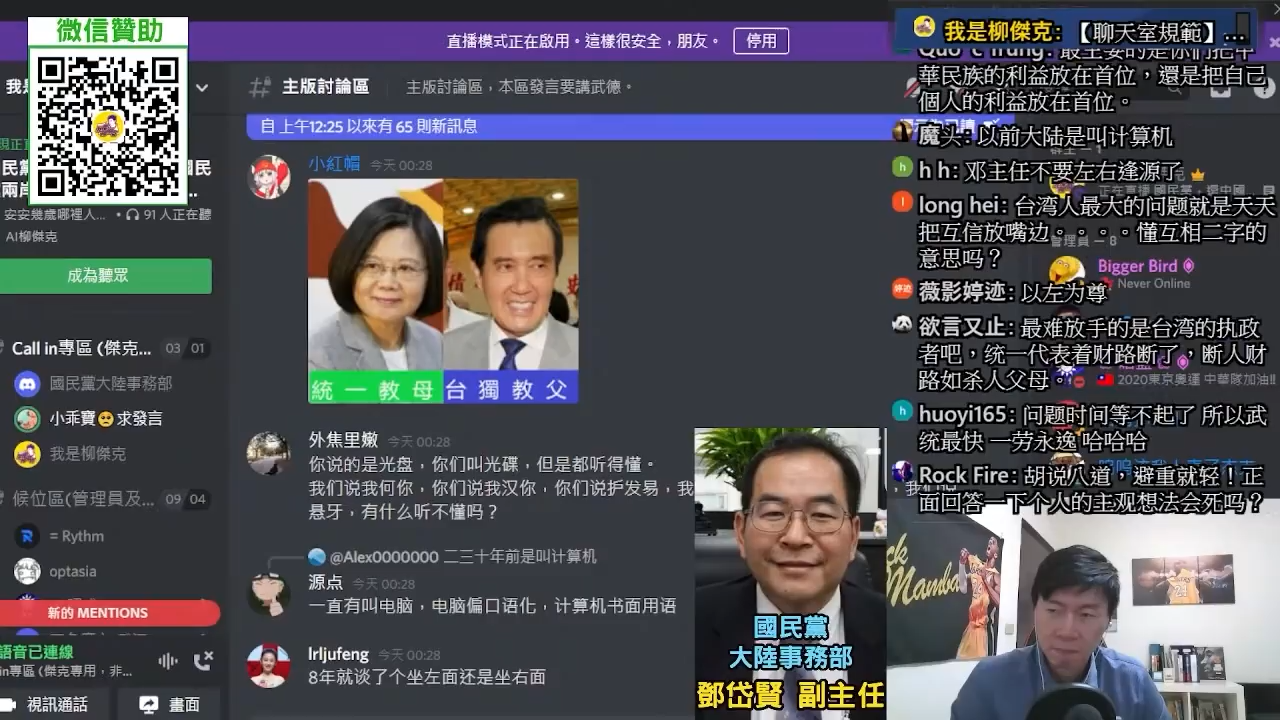 微信贊助
直播模式正在啟用。這樣很安全，朋友。
停用
我是柳傑克: 【聊天室規範】...
主版討論區
主版討論區，本區發言要講武德。
自 上午12:25 以來有 65 則新訊息
小紅帽 今天 00:28
統一教母
台獨教父
外焦里嫩 今天 00:28
你说的是光盘，你们叫光碟，但是都听得懂。
我们说我何你，你们说我汉你，你们说护发易，我
悬牙，有什么听不懂吗？
@Alex0000000 二三十年前是叫计算机
源点 今天 00:28
一直有叫电脑，电脑偏口语化，计算机书面用语
lrljufeng 今天 00:28
8年就谈了个坐左面还是坐右面
安安幾歲哪裡人... • 91 人正在聽
AI柳傑克
成為聽眾
Call in專區 (傑克... 03 01
國民黨大陸事務部
小乖寶🥺求發言
我是柳傑克
候位區(管理員及... 09 04
= Rythm
optasia
新的 MENTIONS
語音已連線
in專區 (傑克專用，非...
視訊通話
畫面
國民黨
大陸事務部
鄧岱賢 副主任
華民族的利益放在首位，還是把自己
個人的利益放在首位。
魔头: 以前大陆是叫计算机
h h: 邓主任不要左右逢源了
long hei: 台湾人最大的问题就是天天
把互信放嘴边。。。。懂互相二字的
意思吗？
管理員 — 8
Bigger Bird
Never Online
薇影婷迹: 以左为尊
欲言又止: 最难放手的是台湾的执政
者吧，统一代表着财路断了，断人财
路如杀人父母。
2020東京奧運 中華隊加油!!
huoyi165: 问题时间等不起了 所以武
统最快 一劳永逸 哈哈哈
Rock Fire: 胡说八道，避重就轻！正
面回答一下个人的主观想法会死吗？